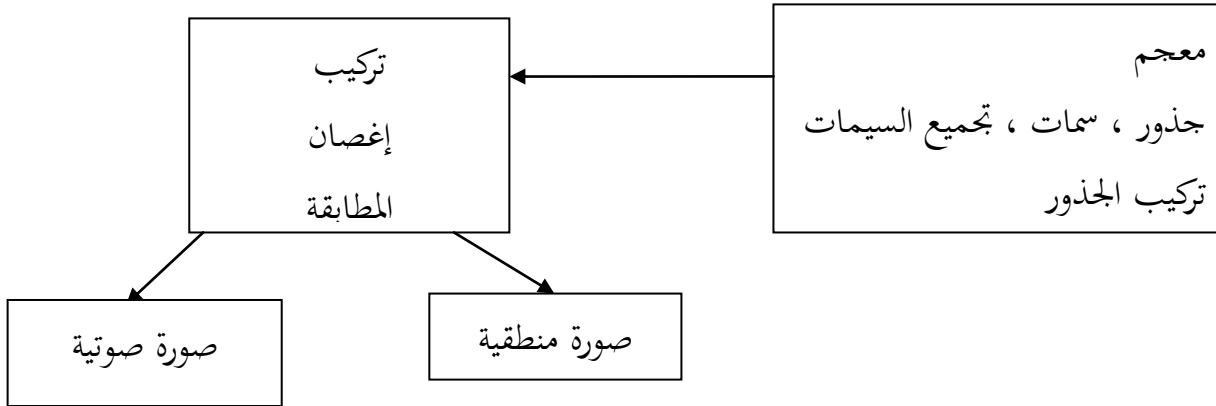 معجم
جذور ، سمات ، تجميع السيمات
تركيب الجذور
تركيب
إغصان
المطابقة
صورة منطقية
صورة صوتية